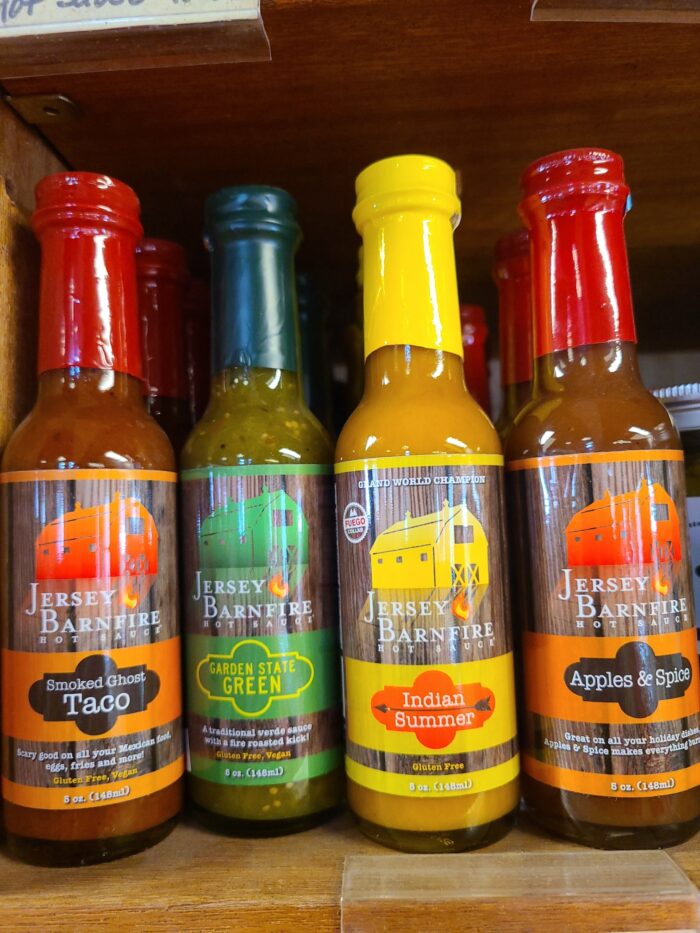 Jersey
Barnfire
HOT SAUCE
Smoked Ghost
Taco
Scary good on all your Mexican food,
eggs, fries and more!
Gluten Free, Vegan
5 oz. (148ml)
Jersey
Barnfire
HOT SAUCE
GARDEN STATE
GREEN
A traditional verde sauce
with a fire roasted kick!
Gluten Free, Vegan
5 oz. (148ml)
GRAND WORLD CHAMPION
FUEGO
Jersey
Barnfire
HOT SAUCE
Indian
Summer
Gluten Free
5 oz. (148ml)
Jersey
Barnfire
HOT SAUCE
Apples & Spice
Great on all your holiday dishes,
Apples & Spice makes everything
5 oz. (148ml)